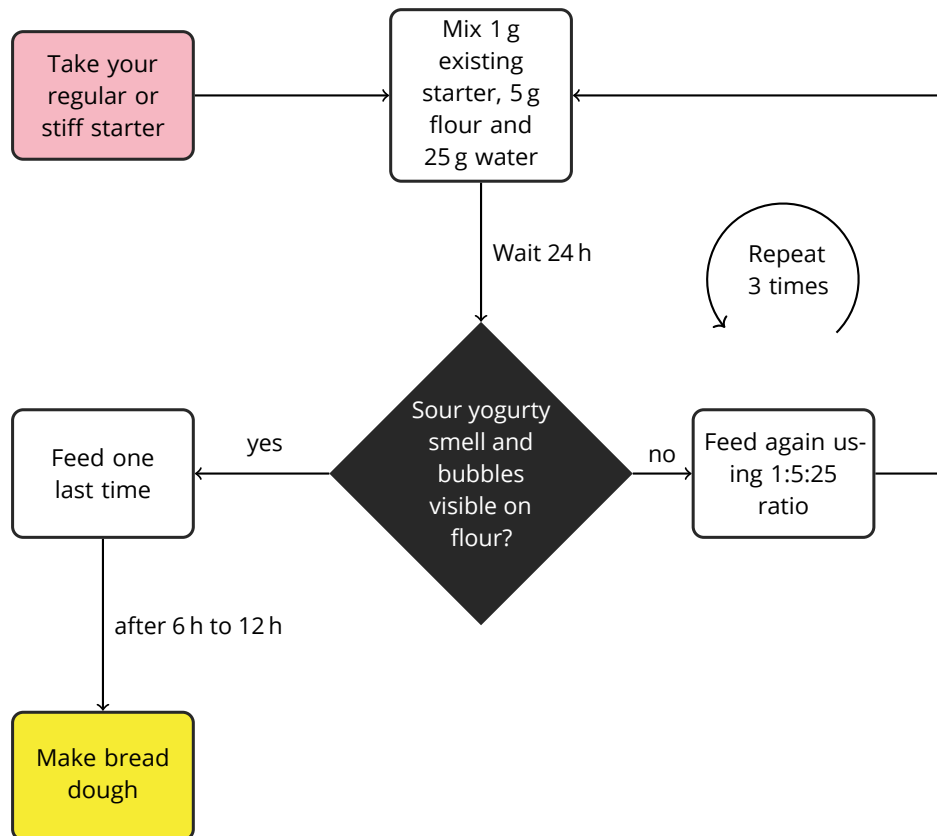 Take your
regular or
stiff starter
Mix 1 g
existing
starter, 5 g
flour and
25 g water
Wait 24 h
Repeat
3 times
Sour yogurty
smell and
bubbles
visible on
flour?
yes
no
Feed one
last time
Feed again us-
ing 1:5:25
ratio
after 6 h to 12 h
Make bread
dough